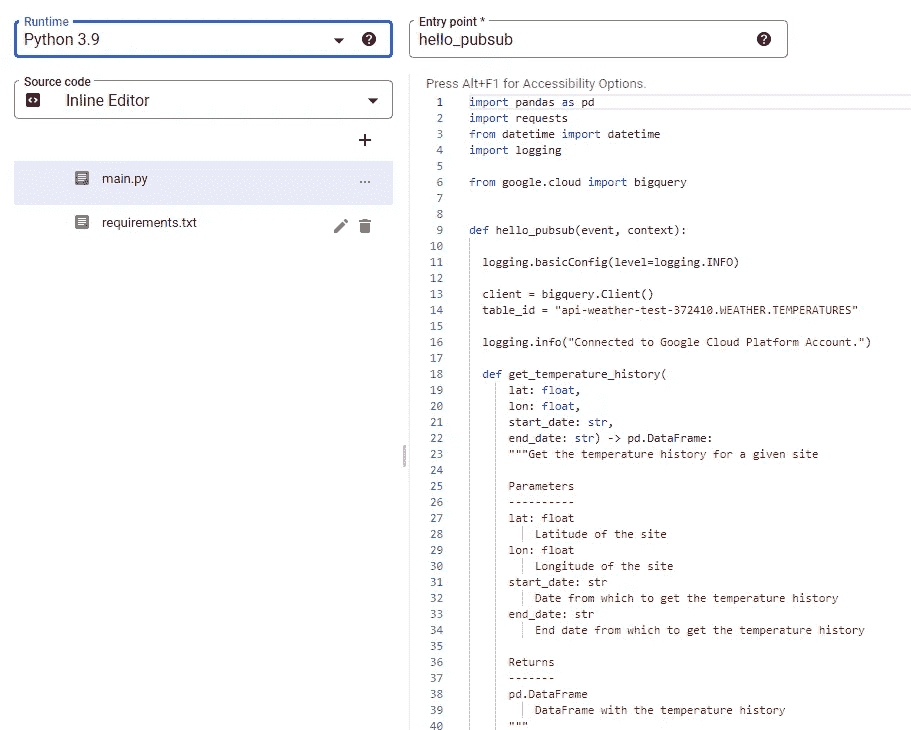 Runtime
Python 3.9
Entry point *
hello_pubsub
Source code
Inline Editor
main.py
...
requirements.txt
Press Alt+F1 for Accessibility Options.
1 import pandas as pd
2 import requests
3 from datetime import datetime
4 import logging
5
6 from google.cloud import bigquery
7
8
9 def hello_pubsub(event, context):
10
11 logging.basicConfig(level=logging.INFO)
12
13 client = bigquery.Client()
14 table_id = "api-weather-test-372410.WEATHER.TEMPERATURES"
15
16 logging.info("Connected to Google Cloud Platform Account.")
17
18 def get_temperature_history(
19 lat: float,
20 lon: float,
21 start_date: str,
22 end_date: str) -> pd.DataFrame:
23 """Get the temperature history for a given site
24
25 Parameters
26 ----------
27 lat: float
28 Latitude of the site
29 lon: float
30 Longitude of the site
31 start_date: str
32 Date from which to get the temperature history
33 end_date: str
34 End date from which to get the temperature history
35
36 Returns
37 -------
38 pd.DataFrame
39 DataFrame with the temperature history
40 """